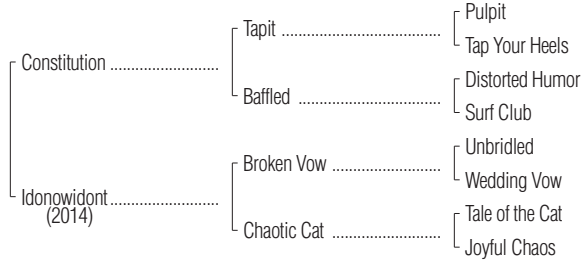 Pulpit
Tapit ................................................
Tap Your Heels
Constitution ..............................
Distorted Humor
Baffled ...........................................
Surf Club
Unbridled
Broken Vow .................................
Wedding Vow
Idonowidont ..............................
(2014)
Tale of the Cat
Chaotic Cat .................................
Joyful Chaos